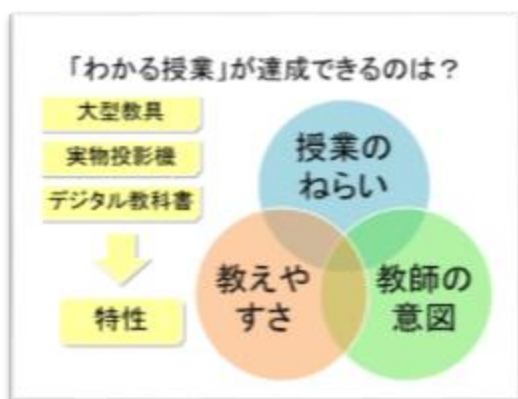 「わかる授業」が達成できるのは？
大型教具
実物投影機
デジタル教科書
特性
授業の
ねらい
教えや
すさ
教師の
意図